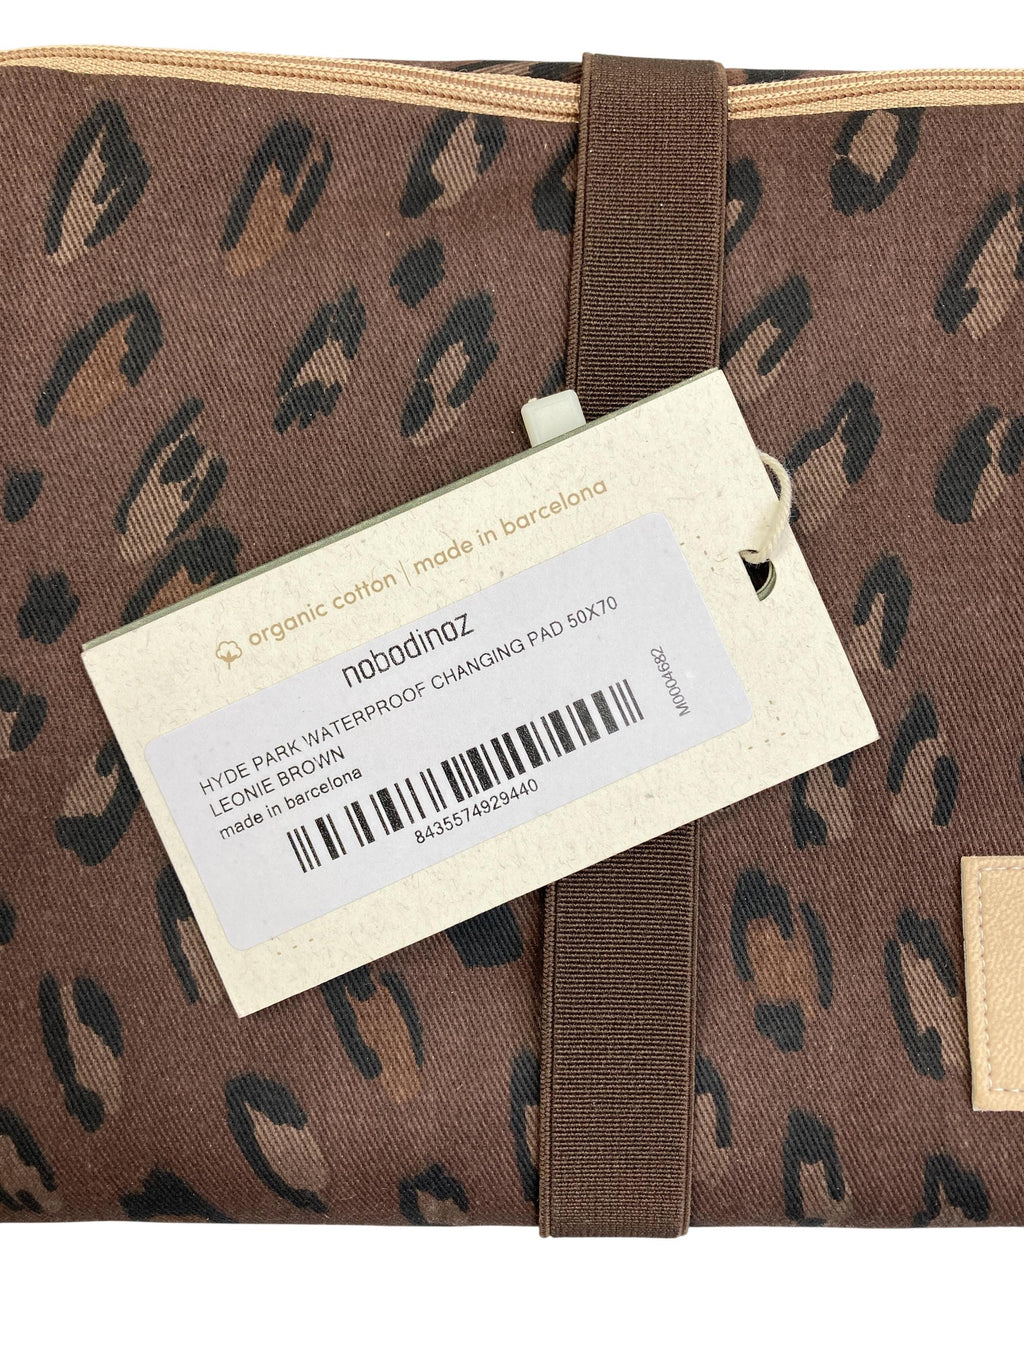 organic cotton | made in barcelona
nobodinoz
HYDE PARK WATERPROOF CHANGING PAD 50X70
LEONIE BROWN
made in barcelona
8435574929440
M0004682